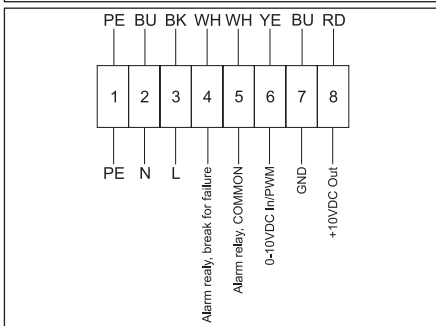 PE BU BK WH WH YE BU RD
1 2 3 4 5 6 7 8
PE N L
Alarm realy, break for failure
Alarm relay, COMMON
0-10VDC In/PWM
GND
+10VDC Out